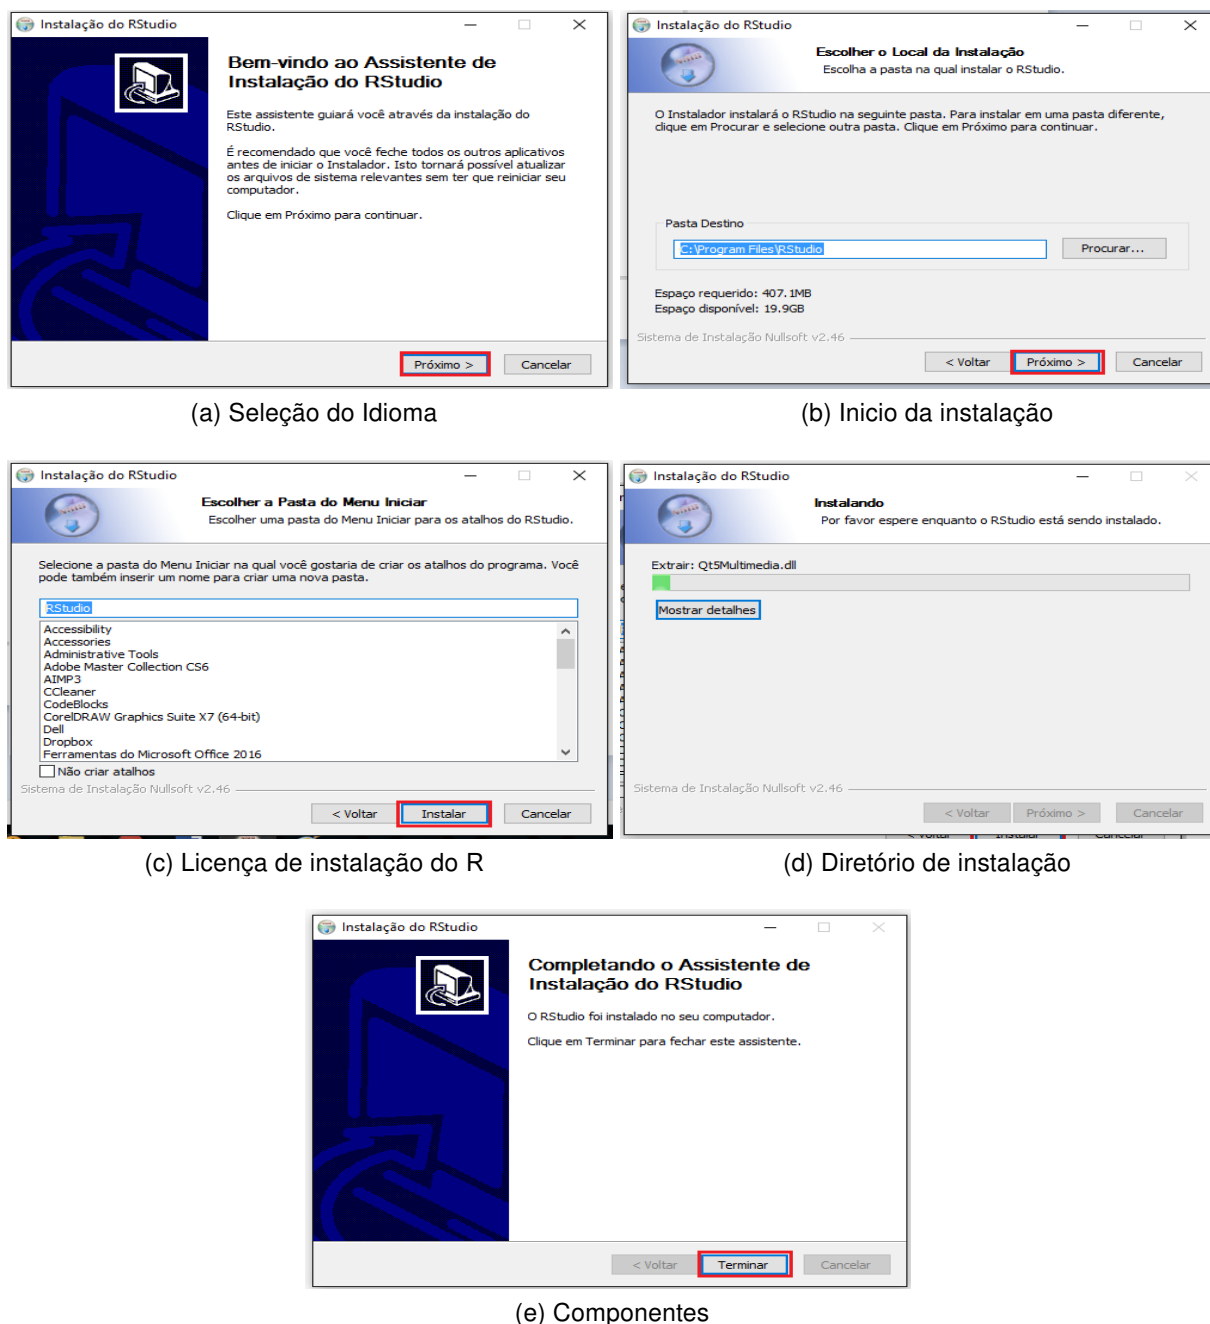 Instalação do RStudio
Bem-vindo ao Assistente de
Instalação do RStudio
Este assistente guiará você através da instalação do
RStudio.
É recomendado que você feche todos os outros aplicativos
antes de iniciar o Instalador. Isto tornará possível atualizar
os arquivos de sistema relevantes sem ter que reiniciar seu
computador.
Clique em Próximo para continuar.
Próximo >
Cancelar
(a) Seleção do Idioma
Instalação do RStudio
Escolher o Local da Instalação
Escolha a pasta na qual instalar o RStudio.
O Instalador instalará o RStudio na seguinte pasta. Para instalar em uma pasta diferente,
clique em Procurar e selecione outra pasta. Clique em Próximo para continuar.
Pasta Destino
C:\Program Files\RStudio
Procurar...
Espaço requerido: 407.1MB
Espaço disponível: 19.9GB
Sistema de Instalação Nullsoft v2.46
< Voltar
Próximo >
Cancelar
(b) Inicio da instalação
Instalação do RStudio
Escolher a Pasta do Menu Iniciar
Escolher uma pasta do Menu Iniciar para os atalhos do RStudio.
Selecione a pasta do Menu Iniciar na qual você gostaria de criar os atalhos do programa. Você
pode também inserir um nome para criar uma nova pasta.
RStudio
Accessibility
Accessories
Administrative Tools
Adobe Master Collection CS6
AIMP3
CCleaner
CodeBlocks
CorelDRAW Graphics Suite X7 (64-bit)
Dell
Dropbox
Ferramentas do Microsoft Office 2016
Não criar atalhos
Sistema de Instalação Nullsoft v2.46
< Voltar
Instalar
Cancelar
(c) Licença de instalação do R
Instalação do RStudio
Instalando
Por favor espere enquanto o RStudio está sendo instalado.
Extrair: Qt5Multimedia.dll
Mostrar detalhes
Sistema de Instalação Nullsoft v2.46
< Voltar
Próximo >
Cancelar
(d) Diretório de instalação
Instalação do RStudio
Completando o Assistente de
Instalação do RStudio
O RStudio foi instalado no seu computador.
Clique em Terminar para fechar este assistente.
< Voltar
Terminar
Cancelar
(e) Componentes